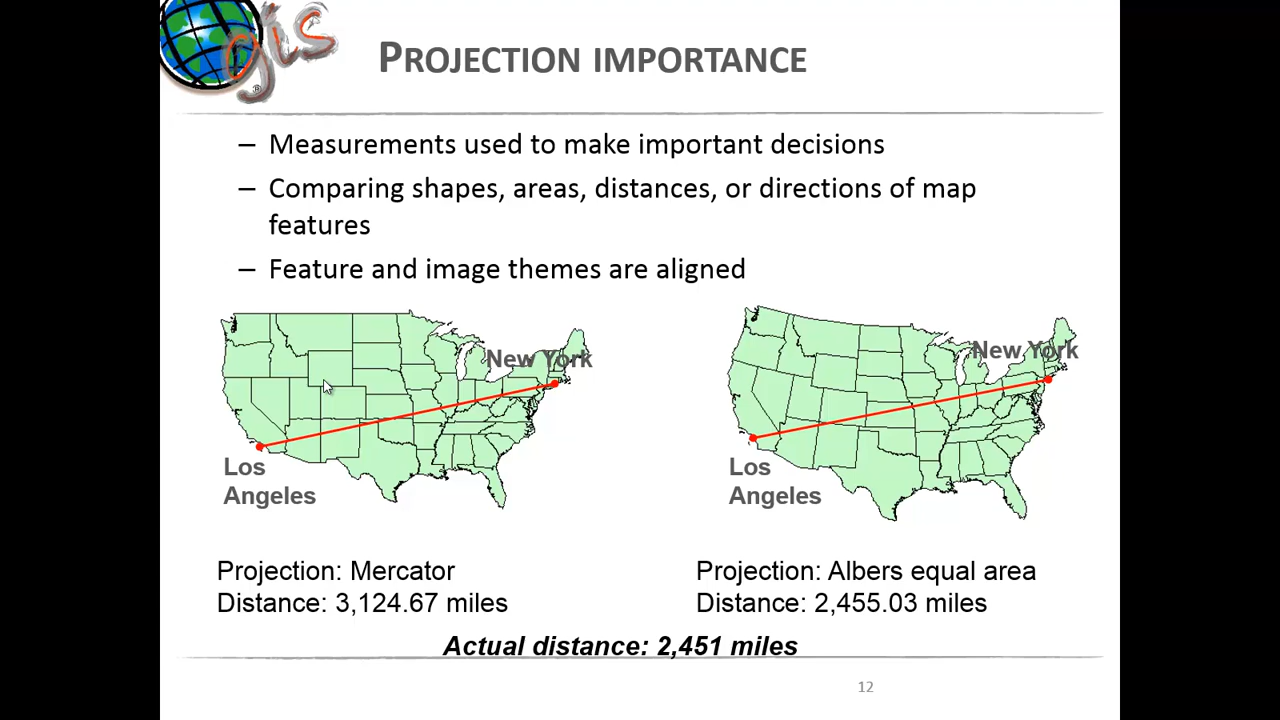 gis
PROJECTION IMPORTANCE
– Measurements used to make important decisions
– Comparing shapes, areas, distances, or directions of map
features
– Feature and image themes are aligned
New York
Los
Angeles
New York
Los
Angeles
Projection: Mercator
Distance: 3,124.67 miles
Projection: Albers equal area
Distance: 2,455.03 miles
Actual distance: 2,451 miles
12